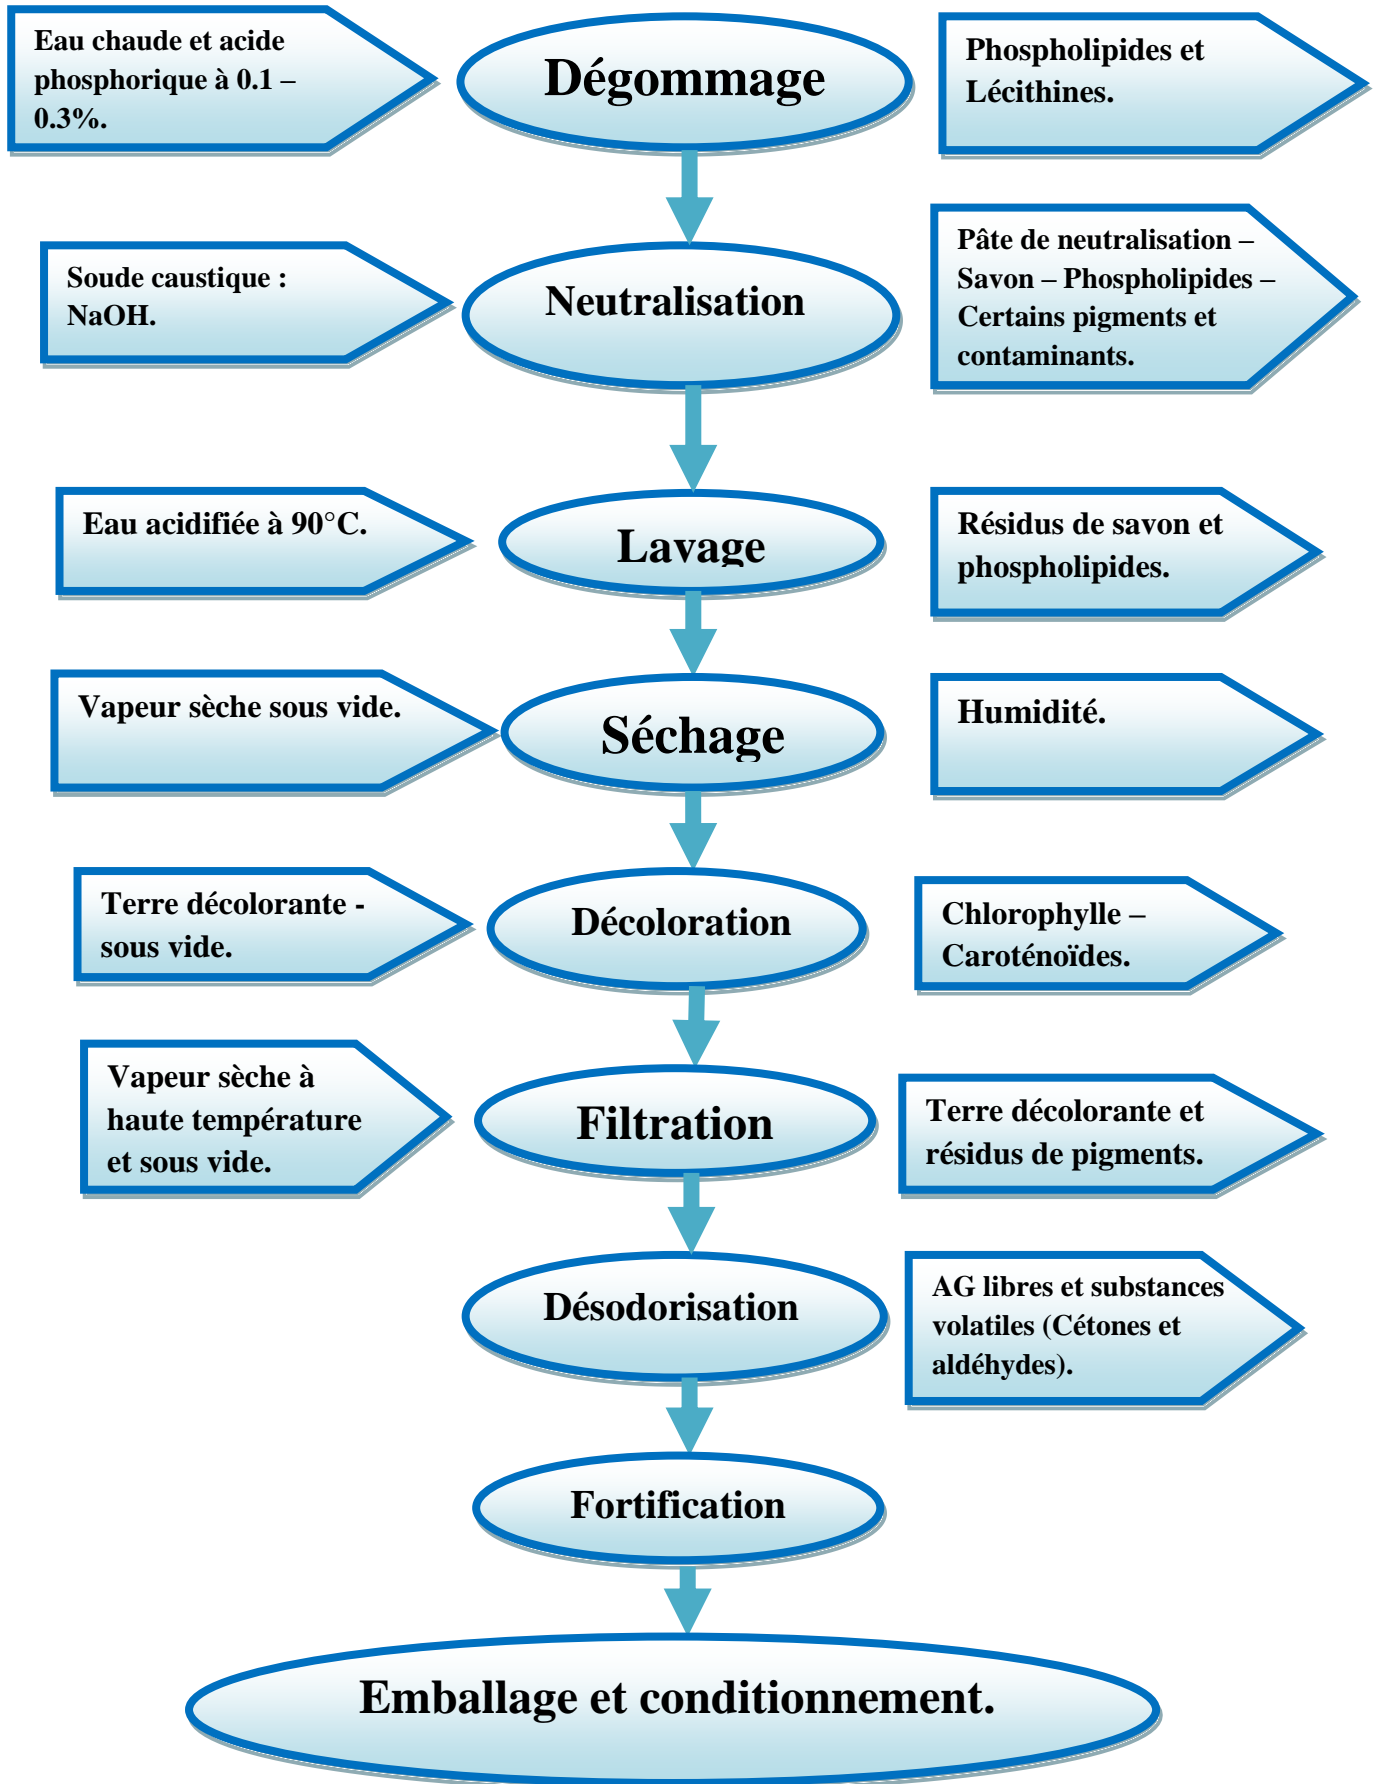 Eau chaude et acide
phosphorique à 0.1 –
0.3%.
Dégommage
Phospholipides et
Lécithines.
Soude caustique :
NaOH.
Neutralisation
Pâte de neutralisation –
Savon – Phospholipides –
Certains pigments et
contaminants.
Eau acidifiée à 90°C.
Lavage
Résidus de savon et
phospholipides.
Vapeur sèche sous vide.
Séchage
Humidité.
Terre décolorante -
sous vide.
Décoloration
Chlorophylle –
Caroténoïdes.
Vapeur sèche à
haute température
et sous vide.
Filtration
Terre décolorante et
résidus de pigments.
Désodorisation
AG libres et substances
volatiles (Cétones et
aldéhydes).
Fortification
Emballage et conditionnement.